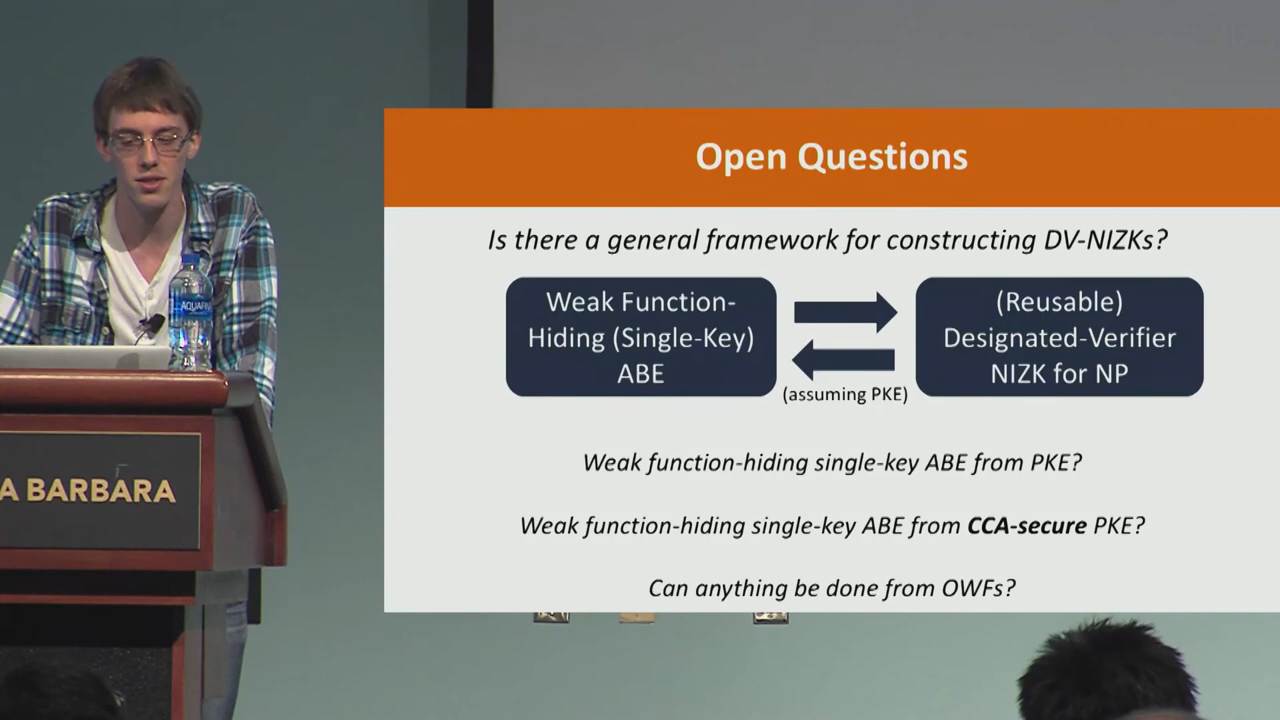 Open Questions
Is there a general framework for constructing DV-NIZKs?
Weak Function-
Hiding (Single-Key)
ABE
(Reusable)
Designated-Verifier
NIZK for NP
(assuming PKE)
Weak function-hiding single-key ABE from PKE?
Weak function-hiding single-key ABE from CCA-secure PKE?
Can anything be done from OWFs?
AQUAFINA
A BARBARA